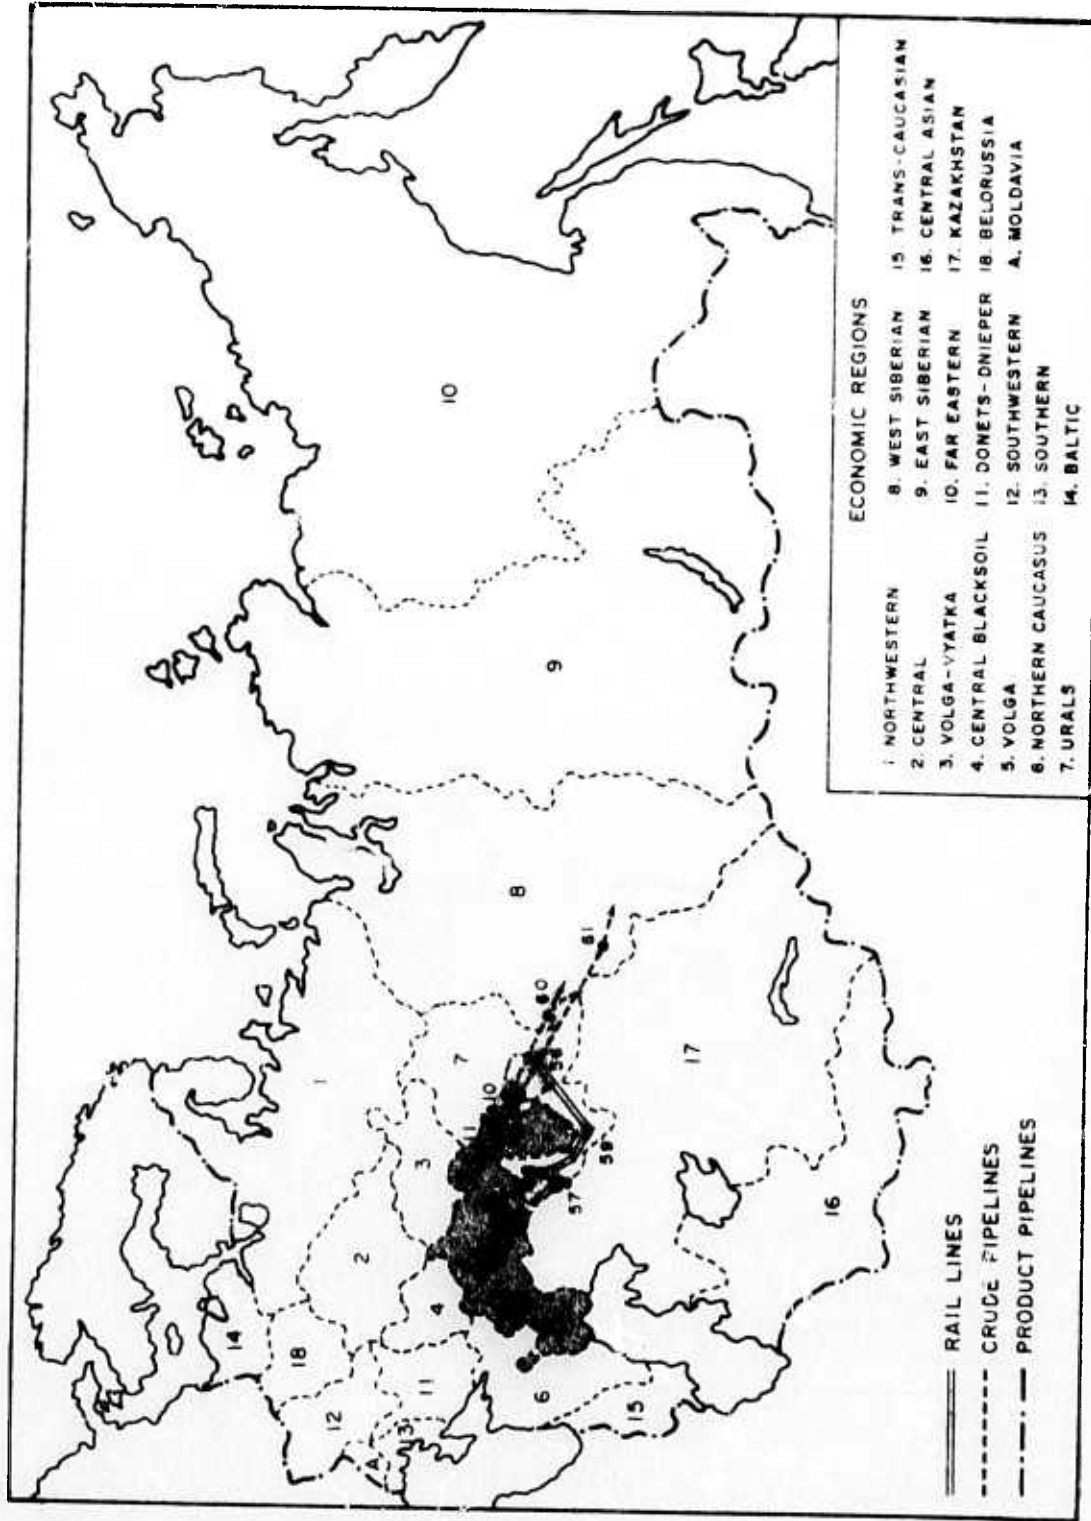 10
9
8
61
60
7
58
10
11
1
3
59
57
17
16
2
4
14
18
12
11
13
A
6
15
RAIL LINES
CRUDE PIPELINES
PRODUCT PIPELINES
ECONOMIC REGIONS
1 NORTHWESTERN
2. CENTRAL
3. VOLGA-VYATKA
4. CENTRAL BLACKSOIL
5. VOLGA
6. NORTHERN CAUCASUS
7. URALS
8. WEST SIBERIAN
9. EAST SIBERIAN
10. FAR EASTERN
11. DONETS-DNIEPER
12. SOUTHWESTERN
13. SOUTHERN
14. BALTIC
15. TRANS-CAUCASIAN
16. CENTRAL ASIAN
17. KAZAKHSTAN
18. BELORUSSIA
A. MOLDAVIA